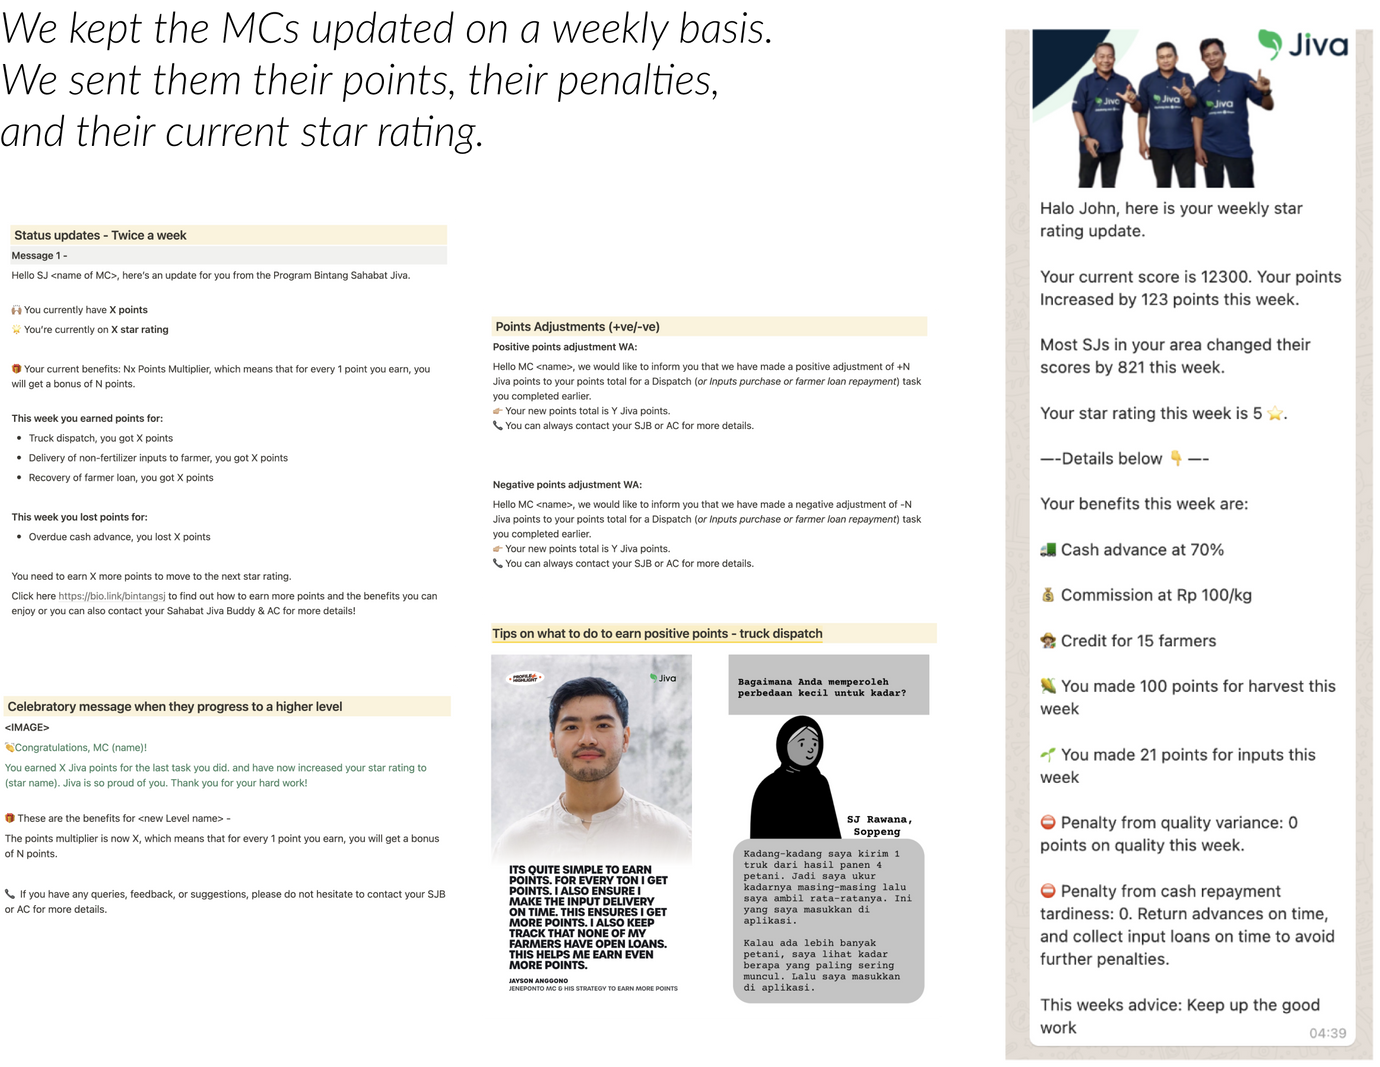 We kept the MCs updated on a weekly basis.
We sent them their points, their penalties,
and their current star rating.
Status updates - Twice a week
Message 1 -
Hello SJ <name of MC>, here's an update for you from the Program Bintang Sahabat Jiva.
🙌 You currently have X points
🌟 You're currently on X star rating
🎁 Your current benefits: Nx Points Multiplier, which means that for every 1 point you earn, you
will get a bonus of N points.
This week you earned points for:
• Truck dispatch, you got X points
• Delivery of non-fertilizer inputs to farmer, you got X points
• Recovery of farmer loan, you got X points
This week you lost points for:
• Overdue cash advance, you lost X points
You need to earn X more points to move to the next star rating.
Click here https://bio.link/bintangsj to find out how to earn more points and the benefits you can
enjoy or you can also contact your Sahabat Jiva Buddy & AC for more details!
Celebratory message when they progress to a higher level
<IMAGE>
👏Congratulations, MC (name)!
You earned X Jiva points for the last task you did. and have now increased your star rating to
(star name). Jiva is so proud of you. Thank you for your hard work!
🎁 These are the benefits for <new Level name> -
The points multiplier is now X, which means that for every 1 point you earn, you will get a bonus
of N points.
📞 If you have any queries, feedback, or suggestions, please do not hesitate to contact your SJB
or AC for more details.
Points Adjustments (+ve/-ve)
Positive points adjustment WA:
Hello MC <name>, we would like to inform you that we have made a positive adjustment of +N
Jiva points to your points total for a Dispatch (or Inputs purchase or farmer loan repayment) task
you completed earlier.
👉 Your new points total is Y Jiva points.
📞 You can always contact your SJB or AC for more details.
Negative points adjustment WA:
Hello MC <name>, we would like to inform you that we have made a negative adjustment of -N
Jiva points to your points total for a Dispatch (or Inputs purchase or farmer loan repayment) task
you completed earlier.
👉 Your new points total is Y Jiva points.
📞 You can always contact your SJB or AC for more details.
Tips on what to do to earn positive points - truck dispatch
PROFILE
HIGHLIGHT
Jiva
ITS QUITE SIMPLE TO EARN
POINTS. FOR EVERY TON I GET
POINTS. I ALSO ENSURE I
MAKE THE INPUT DELIVERY
ON TIME. THIS ENSURES I GET
MORE POINTS. I ALSO KEEP
TRACK THAT NONE OF MY
FARMERS HAVE OPEN LOANS.
THIS HELPS ME EARN EVEN
MORE POINTS.
JAYSON ANGGONO
JENEPONTO MC & HIS STRATEGY TO EARN MORE POINTS
Bagaimana Anda memperoleh
perbedaan kecil untuk kadar?
SJ Rawana,
Soppeng
Kadang-kadang saya kirim 1
truk dari hasil panen 4
petani. Jadi saya ukur
kadarnya masing-masing lalu
saya ambil rata-ratanya. Ini
yang saya masukkan di
aplikasi.
Kalau ada lebih banyak
petani, saya lihat kadar
berapa yang paling sering
muncul. Lalu saya masukkan
di aplikasi.
Jiva
Jiva
Jiva
Jiva
Halo John, here is your weekly star
rating update.
Your current score is 12300. Your points
Increased by 123 points this week.
Most SJs in your area changed their
scores by 821 this week.
Your star rating this week is 5 ⭐.
—-Details below 👇 —-
Your benefits this week are:
🚛 Cash advance at 70%
💰 Commission at Rp 100/kg
👨‍🌾 Credit for 15 farmers
🌽 You made 100 points for harvest this
week
🌱 You made 21 points for inputs this
week
⛔ Penalty from quality variance: 0
points on quality this week.
⛔ Penalty from cash repayment
tardiness: 0. Return advances on time,
and collect input loans on time to avoid
further penalties.
This weeks advice: Keep up the good
work
04:39